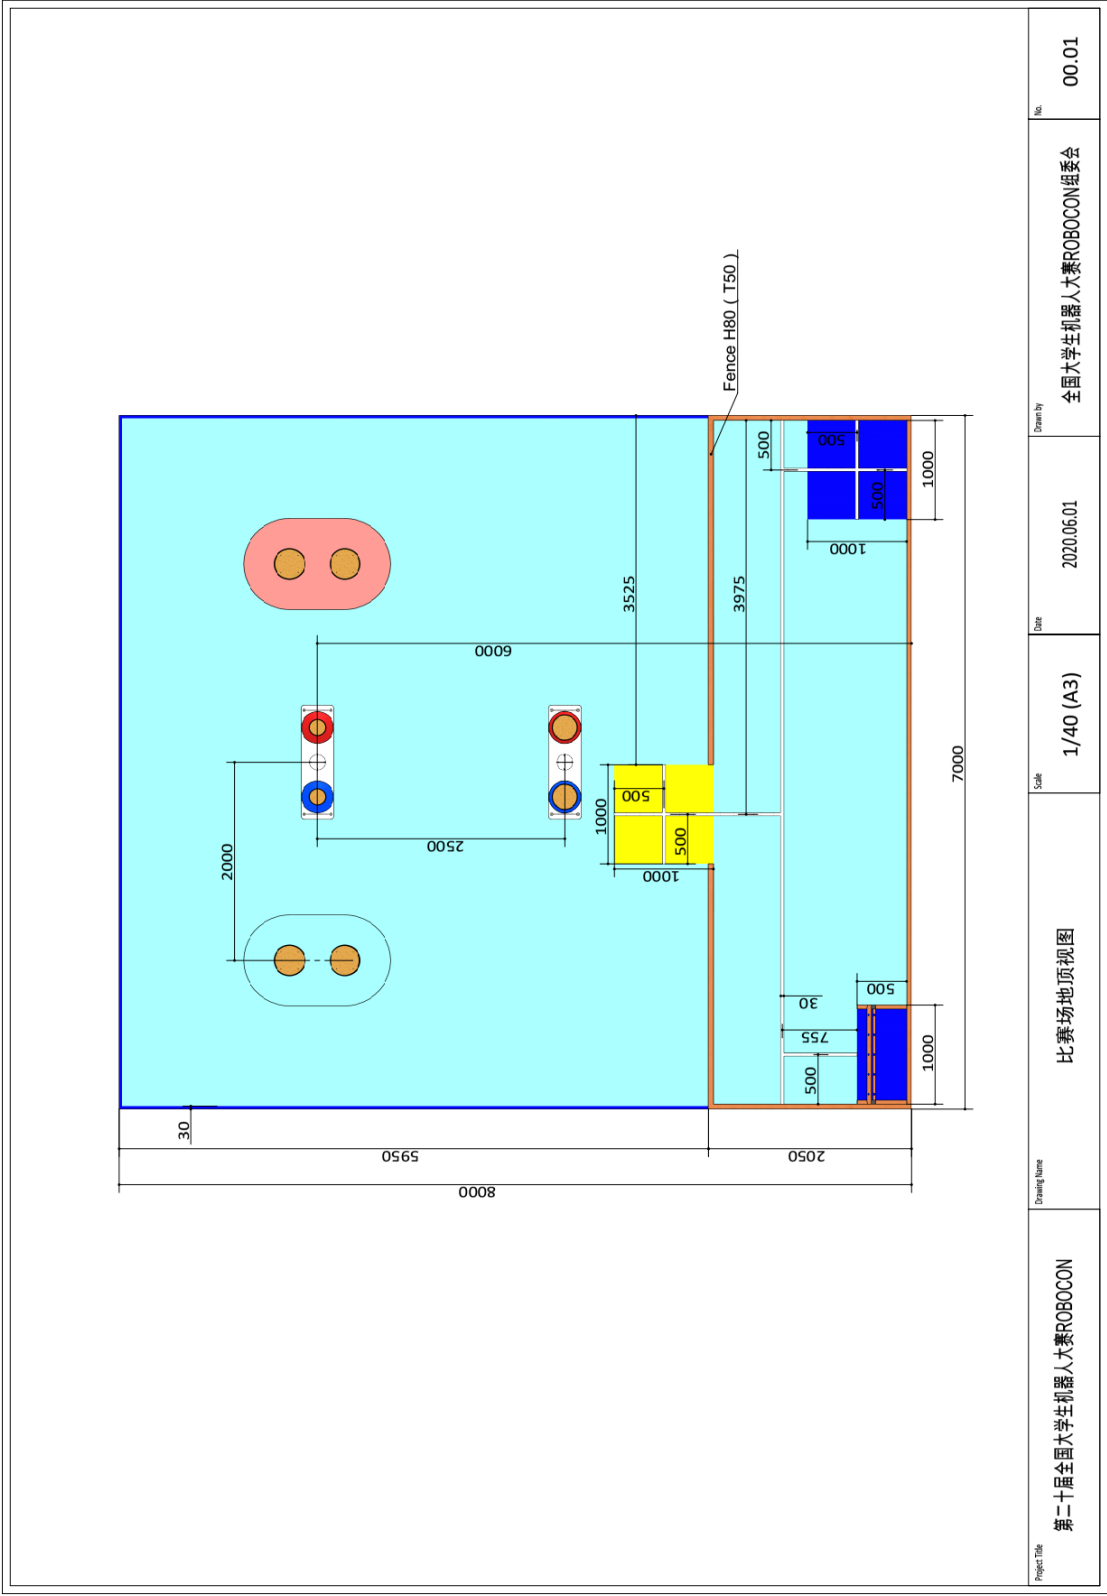 Fence H80 ( T50 )
500
500
500
1000
1000
3525
3975
6000
7000
2000
2500
500
1000
500
1000
30
755
500
500
1000
30
5950
2050
8000
Project Title
第二十届全国大学生机器人大赛ROBOCON
Drawing Name
比赛场地顶视图
Scale
1/40 (A3)
Date
2020.06.01
Drawn by
全国大学生机器人大赛ROBOCON组委会
No.
00.01